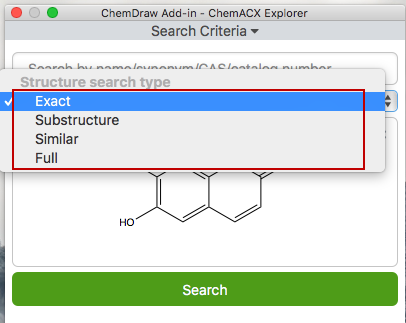 ChemDraw Add-in - ChemACX Explorer
Search Criteria
Search by name/synonym/CAS/catalog number
Structure search type
Exact
Substructure
Similar
Full
HO
Search